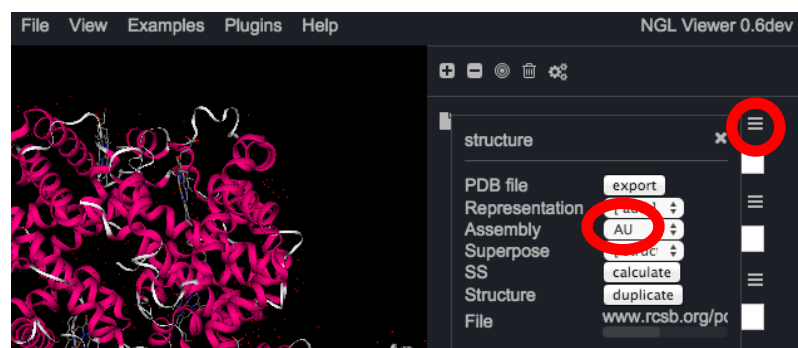 File View Examples Plugins Help NGL Viewer 0.6dev
structure
PDB file export
Representation
Assembly AU
Superpose
SS calculate
Structure duplicate
File www.rcsb.org/pc